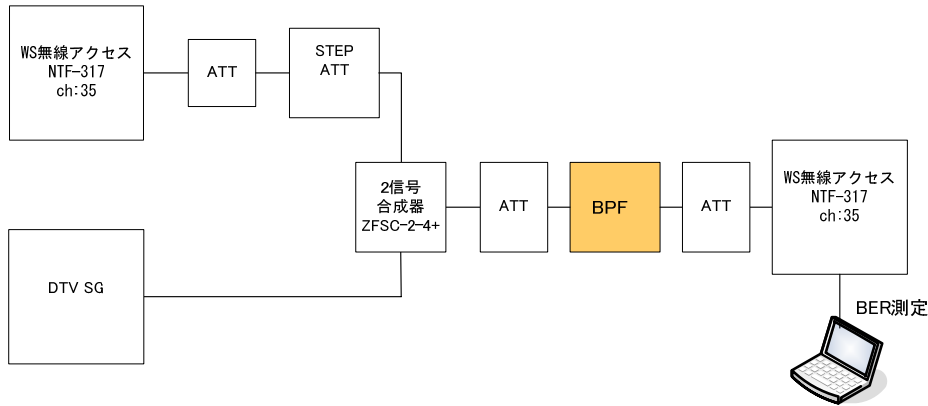 WS無線アクセス
NTF-317
ch:35
ATT
STEP
ATT
2信号
合成器
ZFSC-2-4+
ATT
BPF
ATT
WS無線アクセス
NTF-317
ch:35
DTV SG
BER測定